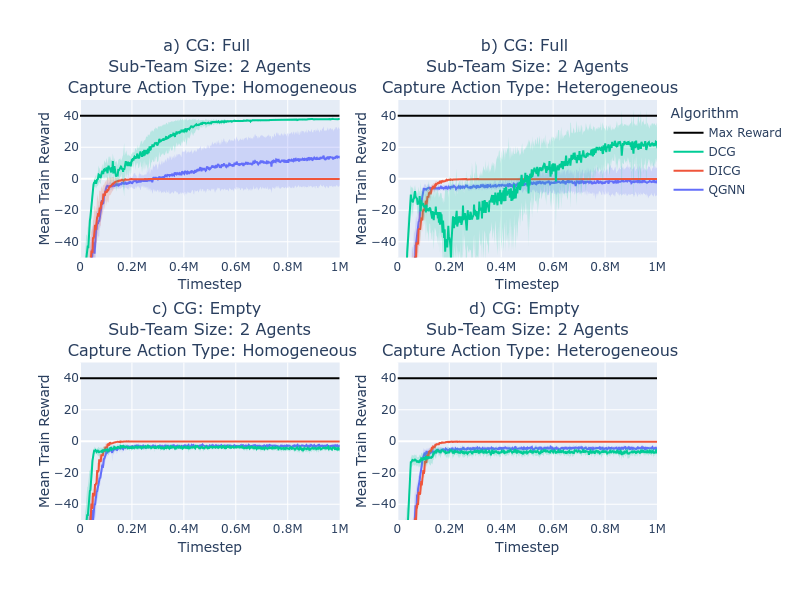 a) CG: Full
Sub-Team Size: 2 Agents
Capture Action Type: Homogeneous
b) CG: Full
Sub-Team Size: 2 Agents
Capture Action Type: Heterogeneous
Mean Train Reward
40
20
0
−20
−40
0 0.2M 0.4M 0.6M 0.8M 1M
Timestep
Mean Train Reward
40
20
0
−20
−40
0 0.2M 0.4M 0.6M 0.8M 1M
Timestep
Algorithm
Max Reward
DCG
DICG
QGNN
c) CG: Empty
Sub-Team Size: 2 Agents
Capture Action Type: Homogeneous
d) CG: Empty
Sub-Team Size: 2 Agents
Capture Action Type: Heterogeneous
Mean Train Reward
40
20
0
−20
−40
0 0.2M 0.4M 0.6M 0.8M 1M
Timestep
Mean Train Reward
40
20
0
−20
−40
0 0.2M 0.4M 0.6M 0.8M 1M
Timestep